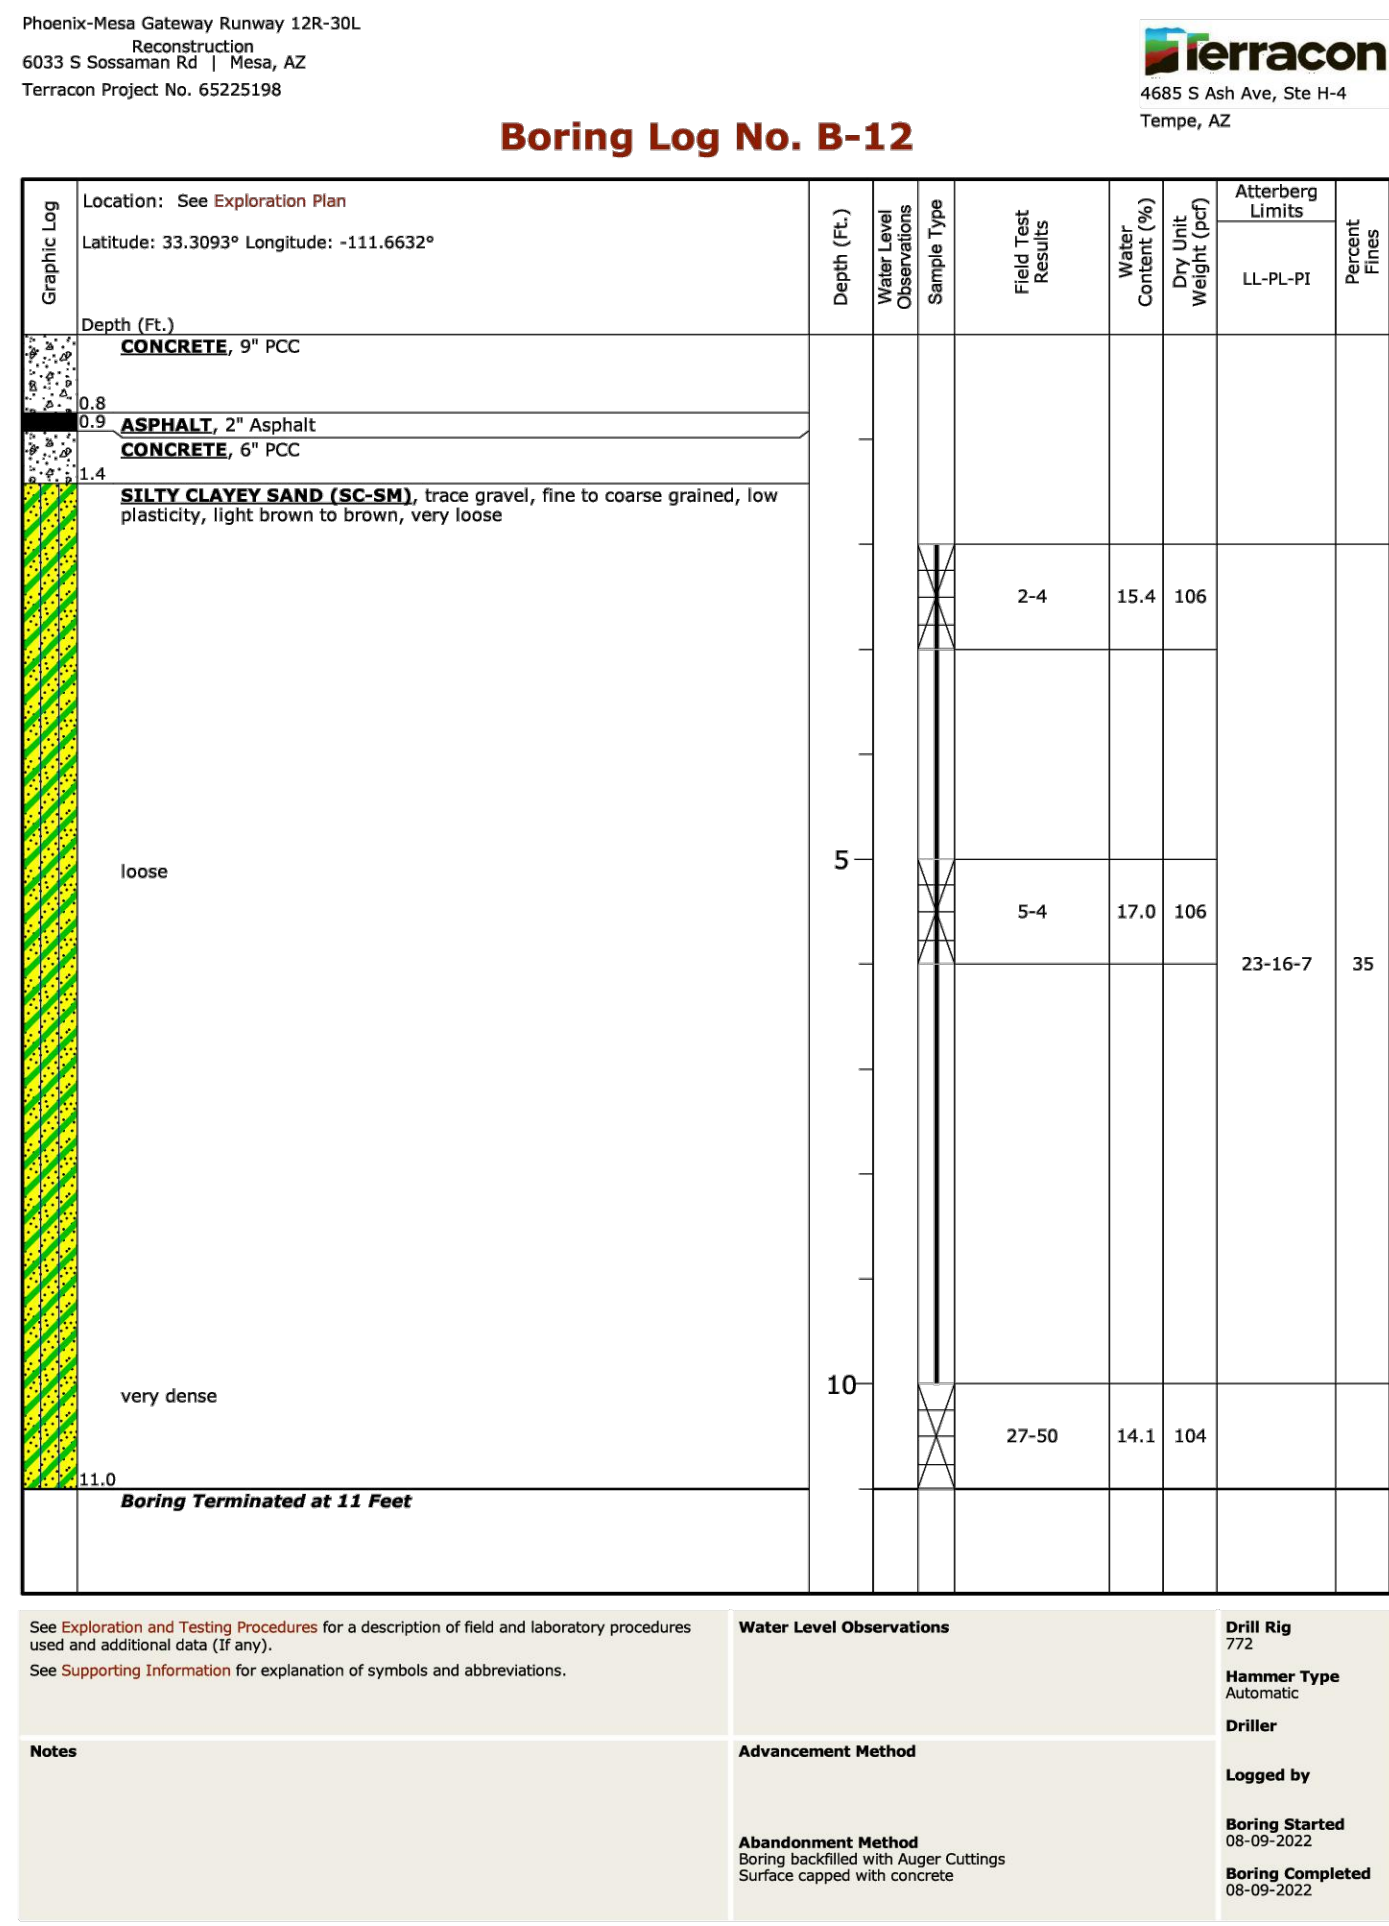 Phoenix-Mesa Gateway Runway 12R-30L
Reconstruction
6033 S Sossaman Rd | Mesa, AZ
Terracon Project No. 65225198
Terracon
4685 S Ash Ave, Ste H-4
Tempe, AZ
Boring Log No. B-12
Graphic Log
Location: See Exploration Plan
Latitude: 33.3093° Longitude: -111.6632°
Depth (Ft.)
Depth (Ft.)
Water Level
Observations
Sample Type
Field Test
Results
Water
Content (%)
Dry Unit
Weight (pcf)
Atterberg
Limits
LL-PL-PI
Percent
Fines
CONCRETE, 9" PCC
0.8
0.9 ASPHALT, 2" Asphalt
CONCRETE, 6" PCC
1.4
SILTY CLAYEY SAND (SC-SM), trace gravel, fine to coarse grained, low
plasticity, light brown to brown, very loose
2-4 15.4 106
5
loose
5-4 17.0 106
23-16-7 35
10
very dense
27-50 14.1 104
11.0
Boring Terminated at 11 Feet
See Exploration and Testing Procedures for a description of field and laboratory procedures
used and additional data (If any).
See Supporting Information for explanation of symbols and abbreviations.
Notes
Water Level Observations
Advancement Method
Abandonment Method
Boring backfilled with Auger Cuttings
Surface capped with concrete
Drill Rig
772
Hammer Type
Automatic
Driller
Logged by
Boring Started
08-09-2022
Boring Completed
08-09-2022